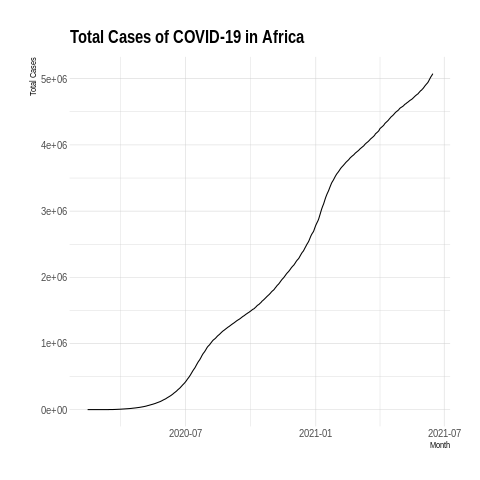 Total Cases of COVID-19 in Africa
Total Cases
5e+06
4e+06
3e+06
2e+06
1e+06
0e+00
2020-07 2021-01 2021-07
Month